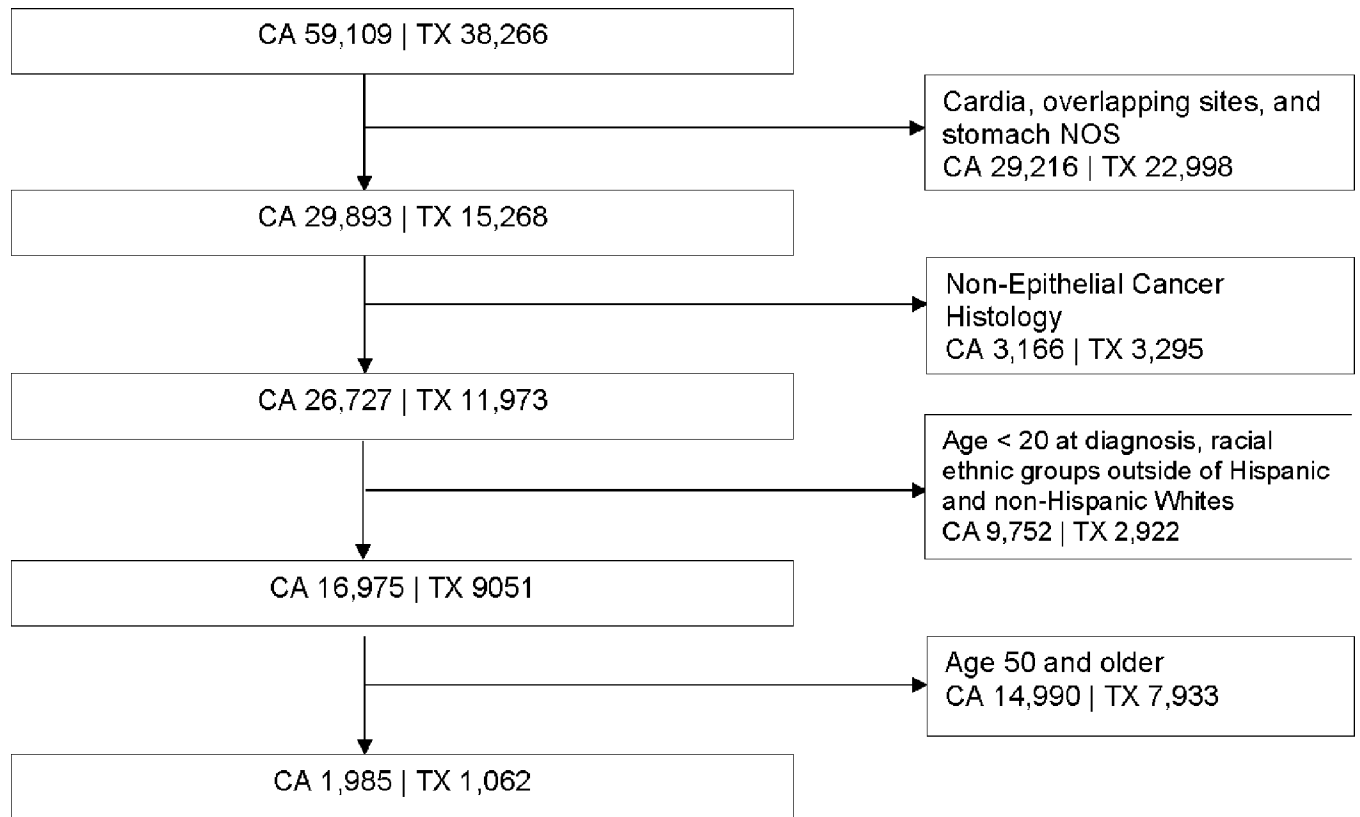 CA 59,109 | TX 38,266
Cardia, overlapping sites, and
stomach NOS
CA 29,216 | TX 22,998
CA 29,893 | TX 15,268
Non-Epithelial Cancer
Histology
CA 3,166 | TX 3,295
CA 26,727 | TX 11,973
Age < 20 at diagnosis, racial
ethnic groups outside of Hispanic
and non-Hispanic Whites
CA 9,752 | TX 2,922
CA 16,975 | TX 9051
Age 50 and older
CA 14,990 | TX 7,933
CA 1,985 | TX 1,062